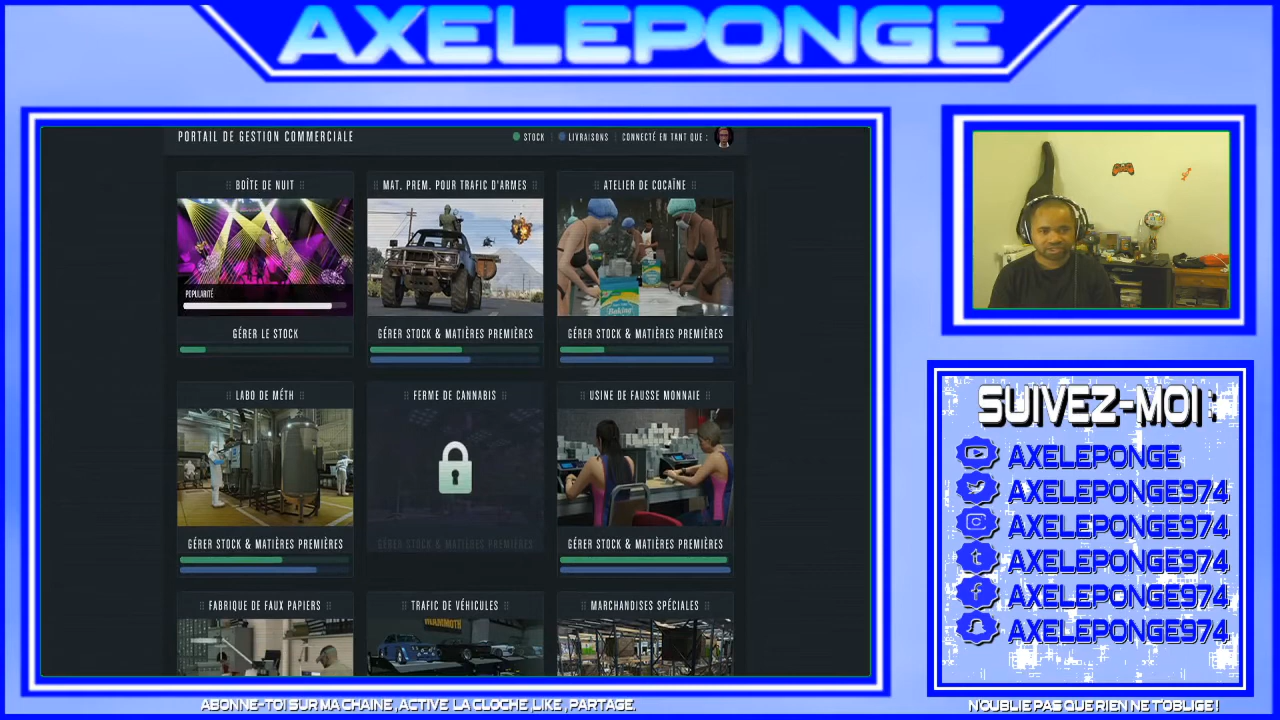 AXELEPONGE
PORTAIL DE GESTION COMMERCIALE
STOCK
LIVRAISONS
CONNECTÉ EN TANT QUE :
BOÎTE DE NUIT
MAT. PREM. POUR TRAFIC D'ARMES
ATELIER DE COCAÏNE
POPULARITÉ
Baking
GÉRER LE STOCK
GÉRER STOCK & MATIÈRES PREMIÈRES
GÉRER STOCK & MATIÈRES PREMIÈRES
LABO DE MÉTH
FERME DE CANNABIS
USINE DE FAUSSE MONNAIE
GÉRER STOCK & MATIÈRES PREMIÈRES
GÉRER STOCK & MATIÈRES PREMIÈRES
GÉRER STOCK & MATIÈRES PREMIÈRES
FABRIQUE DE FAUX PAPIERS
TRAFIC DE VÉHICULES
MARCHANDISES SPÉCIALES
MAMMOTH
SUIVEZ-MOI :
AXELEPONGE
AXELEPONGE974
AXELEPONGE974
AXELEPONGE974
AXELEPONGE974
AXELEPONGE974
ABONNE-TOI SUR MA CHAINE, ACTIVE LA CLOCHE LIKE, PARTAGE.
N'OUBLIE PAS QUE RIEN NE T'OBLIGE !